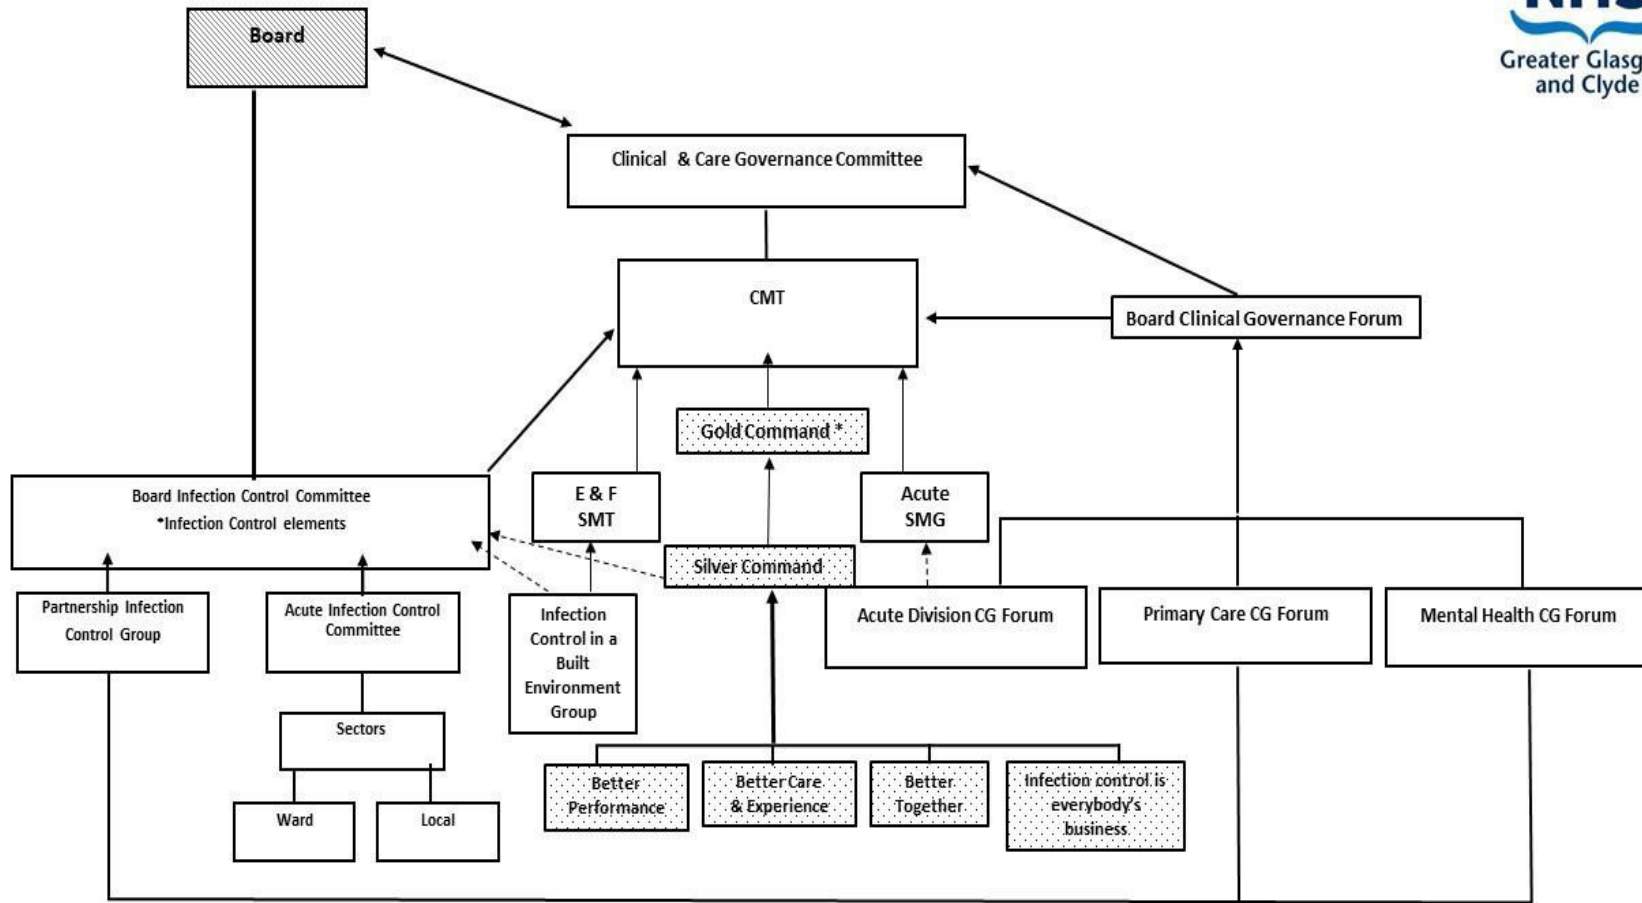 Board
Greater Glasg
and Clyde
Clinical & Care Governance Committee
CMT
Board Clinical Governance Forum
Gold Command *
Board Infection Control Committee
*Infection Control elements
E & F
SMT
Acute
SMG
Silver Command
Partnership Infection
Control Group
Acute Infection Control
Committee
Infection
Control in a
Built
Environment
Group
Acute Division CG Forum
Primary Care CG Forum
Mental Health CG Forum
Sectors
Ward
Local
Better
Performance
Better Care
& Experience
Better
Together
Infection control is
everybody's
business